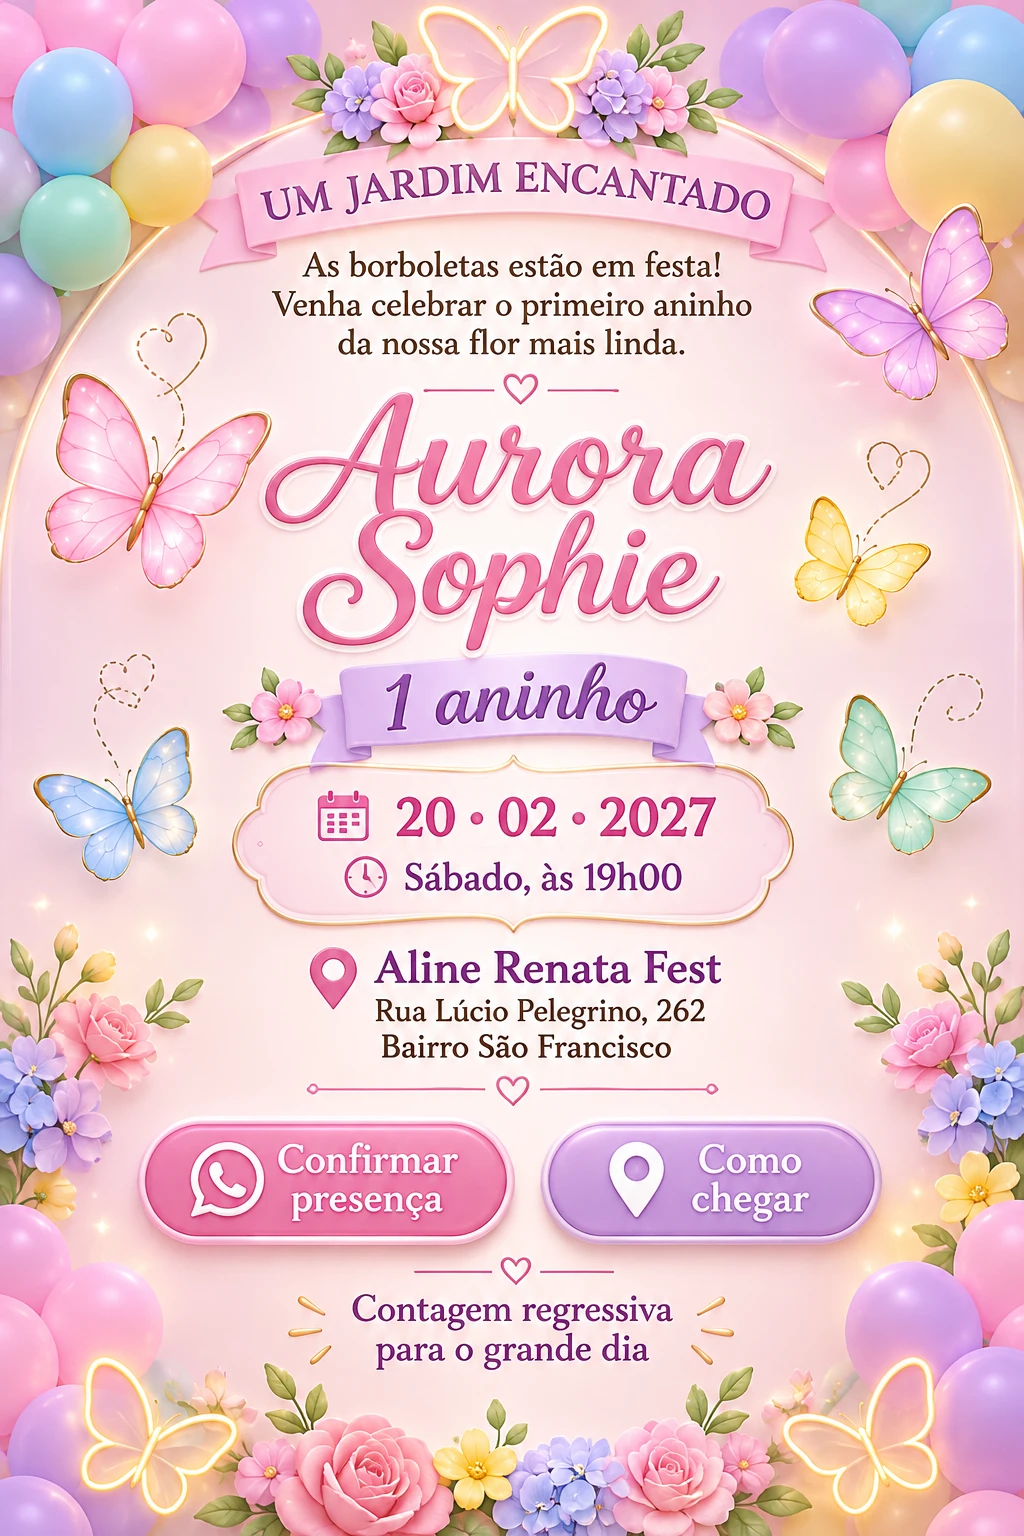 UM JARDIM ENCANTADO
As borboletas estão em festa!
Venha celebrar o primeiro aninho
da nossa flor mais linda.
Aurora
Sophie
1 aninho
20 • 02 • 2027
Sábado, às 19h00
Aline Renata Fest
Rua Lúcio Pelegrino, 262
Bairro São Francisco
Confirmar
presença
Como
chegar
Contagem regressiva
para o grande dia